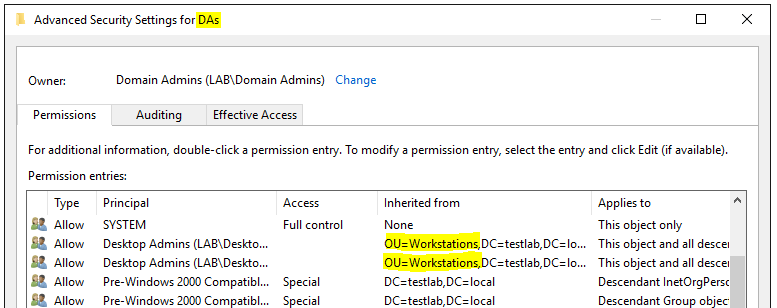 Advanced Security Settings for DAs
Owner: Domain Admins (LAB\Domain Admins) Change
Permissions Auditing Effective Access
For additional information, double-click a permission entry. To modify a permission entry, select the entry and click Edit (if available).
Permission entries:
Type Principal Access Inherited from Applies to
Allow SYSTEM Full control None This object only
Allow Desktop Admins (LAB\Deskto... OU=Workstations,DC=testlab,DC=lo... This object and all descen
Allow Desktop Admins (LAB\Deskto... OU=Workstations,DC=testlab,DC=lo... This object and all descen
Allow Pre-Windows 2000 Compatibl... Special DC=testlab,DC=local Descendant InetOrgPerso
Allow Pre-Windows 2000 Compatibl... Special DC=testlab,DC=local Descendant Group objec